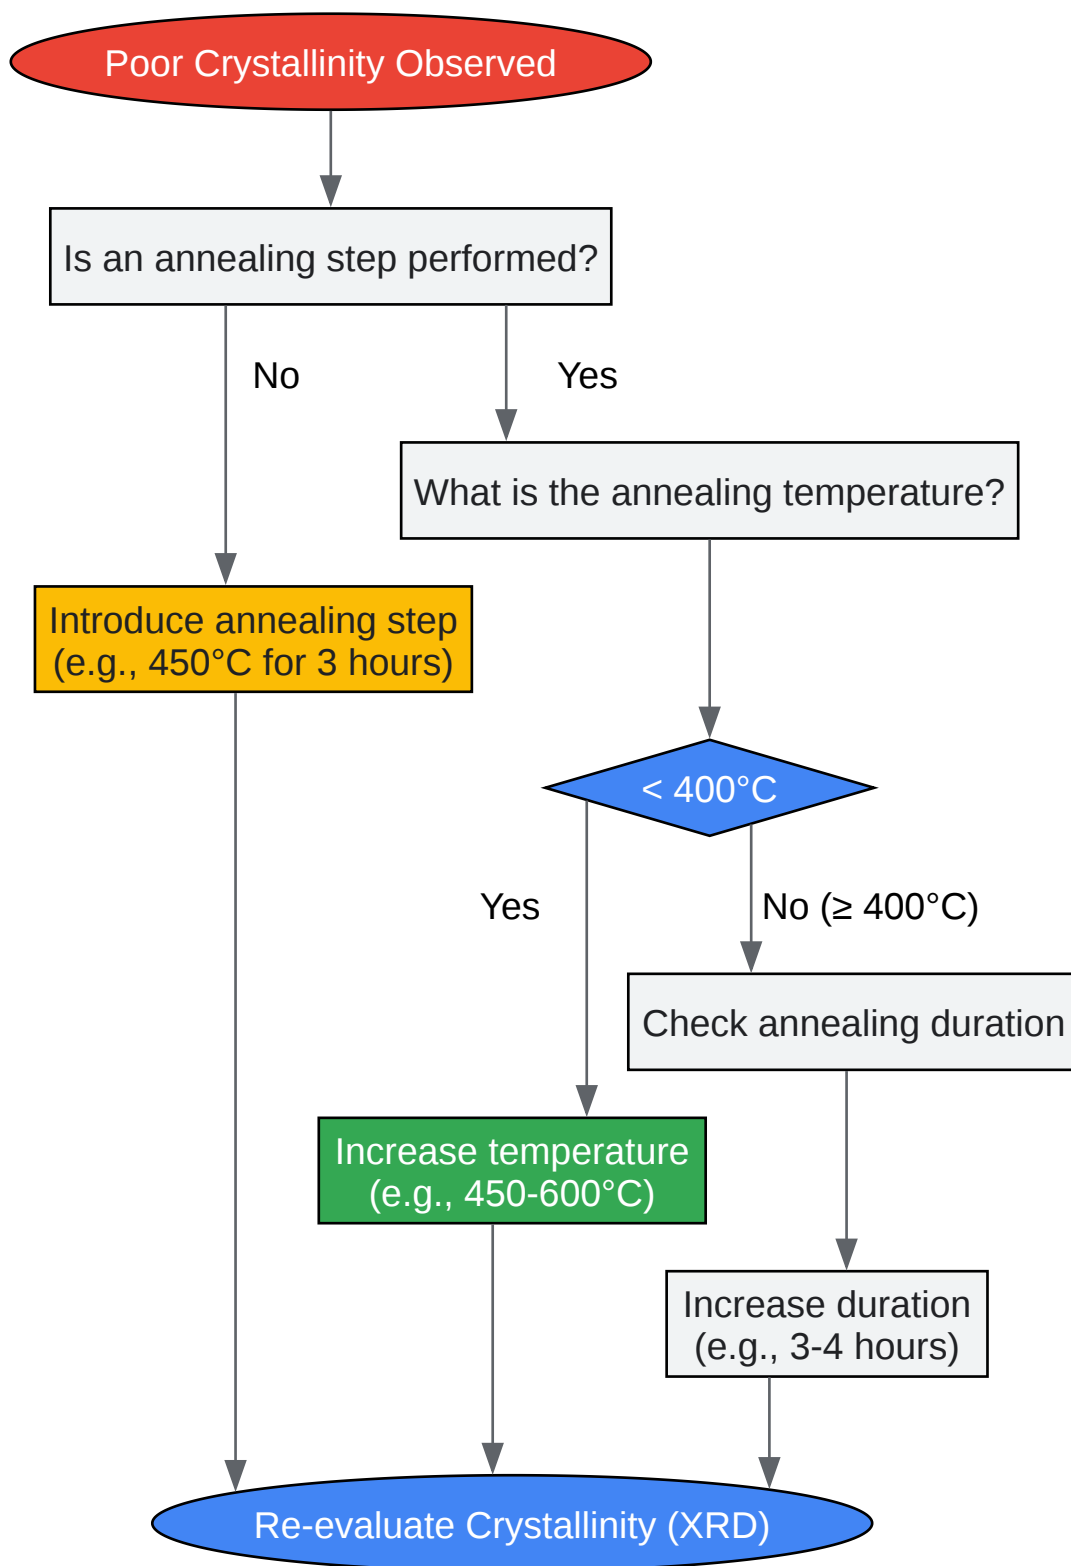 Poor Crystallinity Observed
Is an annealing step performed?
No
Yes
What is the annealing temperature?
Introduce annealing step
(e.g., 450°C for 3 hours)
< 400°C
Yes
No (≥ 400°C)
Check annealing duration
Increase temperature
(e.g., 450-600°C)
Increase duration
(e.g., 3-4 hours)
Re-evaluate Crystallinity (XRD)